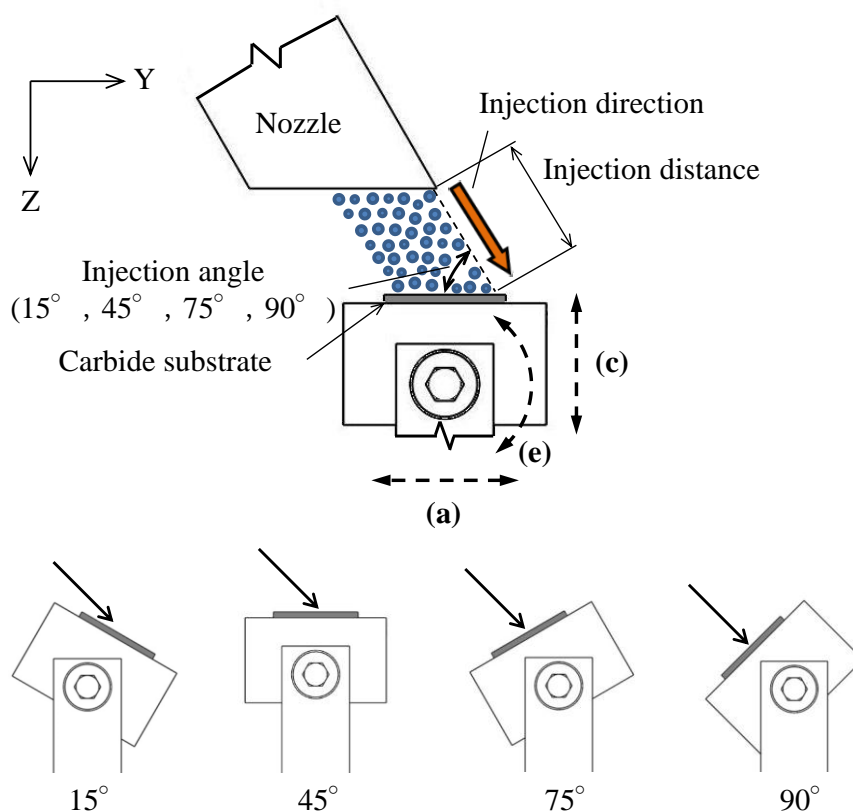 Y
Z
Nozzle
Injection direction
Injection distance
Injection angle
(15° , 45° , 75° , 90° )
Carbide substrate
(c)
(e)
(a)
15° 45° 75° 90°